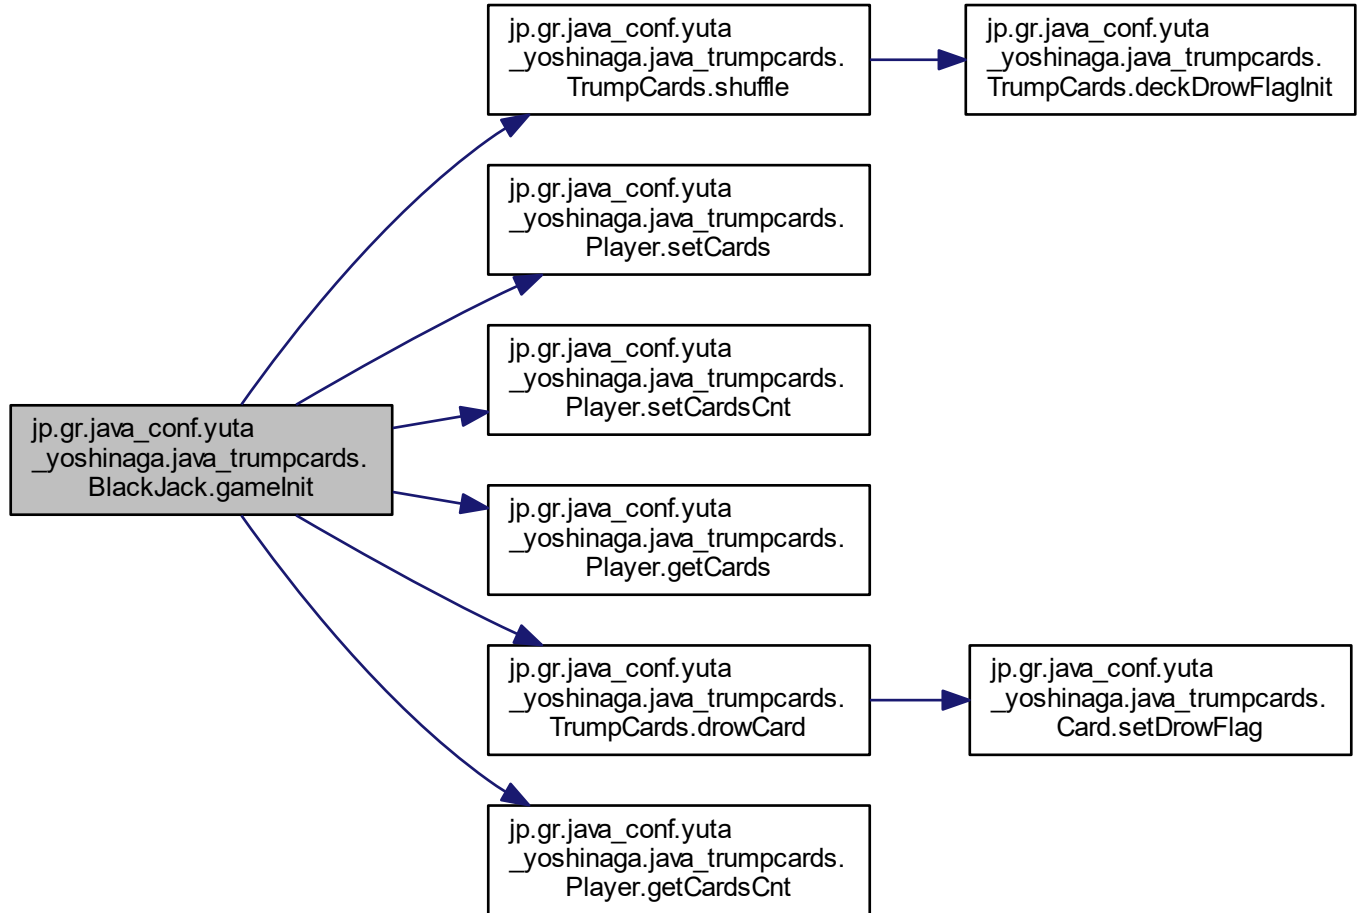 jp.gr.java_conf.yuta
_yoshinaga.java_trumpcards.
TrumpCards.shuffle
jp.gr.java_conf.yuta
_yoshinaga.java_trumpcards.
TrumpCards.deckDrowFlagInit
jp.gr.java_conf.yuta
_yoshinaga.java_trumpcards.
Player.setCards
jp.gr.java_conf.yuta
_yoshinaga.java_trumpcards.
Player.setCardsCnt
jp.gr.java_conf.yuta
_yoshinaga.java_trumpcards.
BlackJack.gameInit
jp.gr.java_conf.yuta
_yoshinaga.java_trumpcards.
Player.getCards
jp.gr.java_conf.yuta
_yoshinaga.java_trumpcards.
TrumpCards.drowCard
jp.gr.java_conf.yuta
_yoshinaga.java_trumpcards.
Card.setDrowFlag
jp.gr.java_conf.yuta
_yoshinaga.java_trumpcards.
Player.getCardsCnt